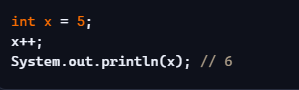 int x = 5;
x++;
System.out.println(x); // 6